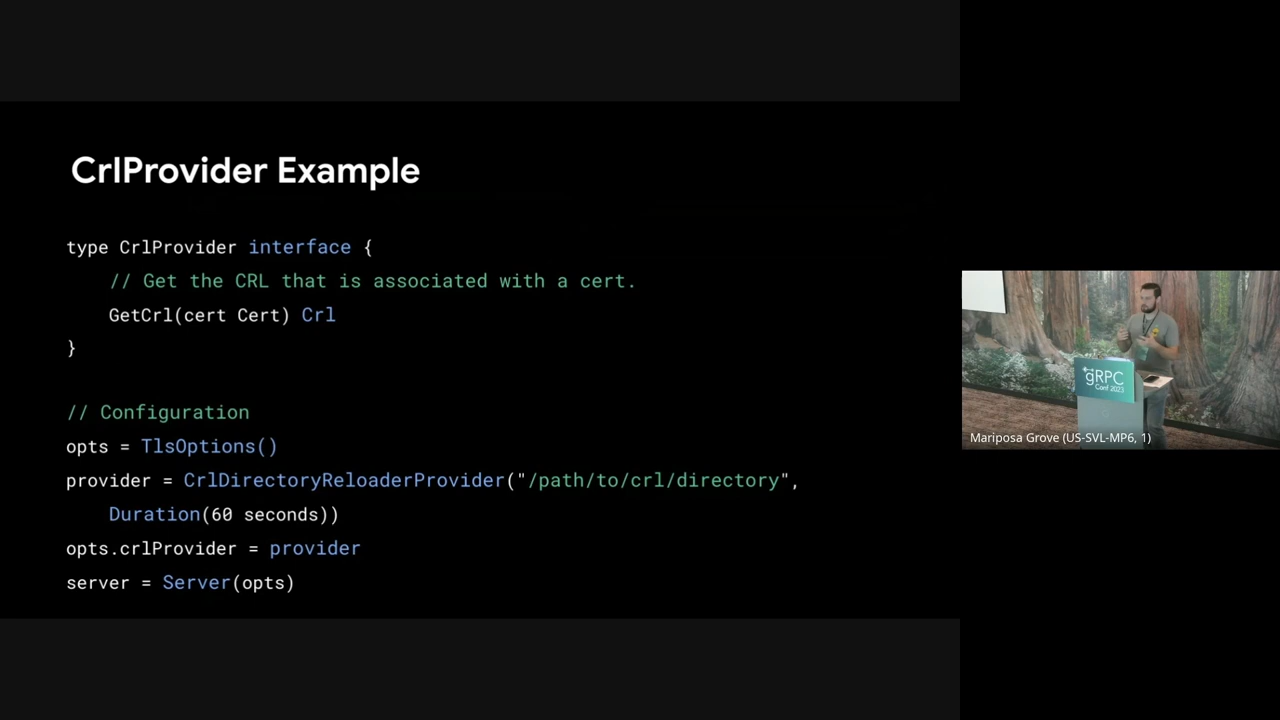 CrlProvider Example
type CrlProvider interface {
// Get the CRL that is associated with a cert.
GetCrl(cert Cert) Crl
}
// Configuration
opts = TlsOptions()
provider = CrlDirectoryReloaderProvider("/path/to/crl/directory",
Duration(60 seconds))
opts.crlProvider = provider
server = Server(opts)
gRPC
Conf 2023
Mariposa Grove (US-SVL-MP6, 1)